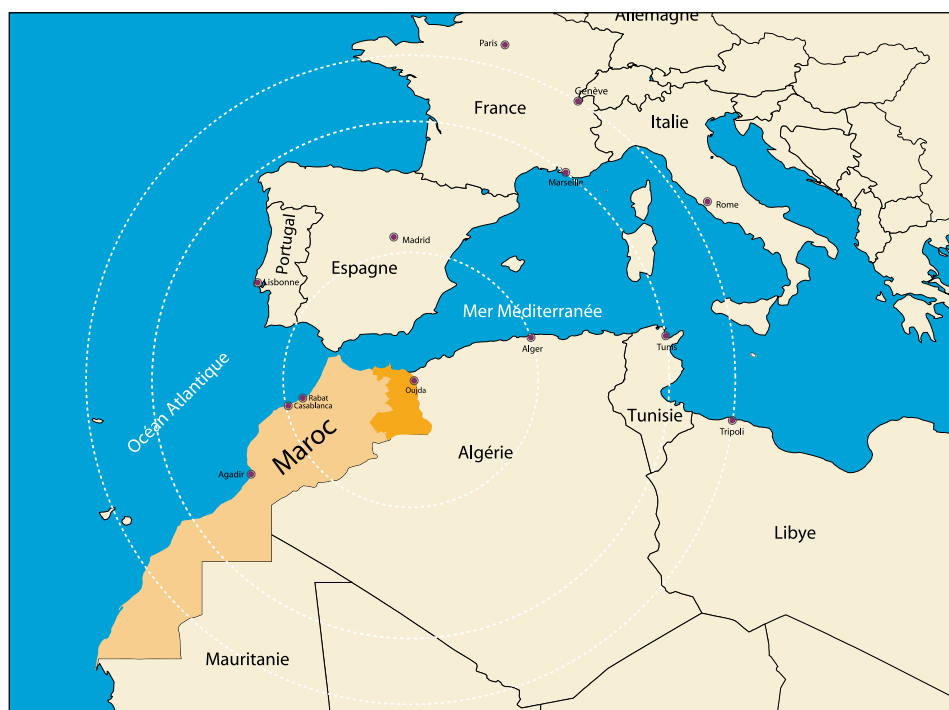 Allemagne
Paris
Genève
France
Italie
Marseille
Rome
Portugal
Madrid
Espagne
Lisbonne
Mer Méditerranée
Alger
Tunis
Océan Atlantique
Oujda
Rabat
Casablanca
Tunisie
Tripoli
Maroc
Algérie
Agadir
Libye
Mauritanie